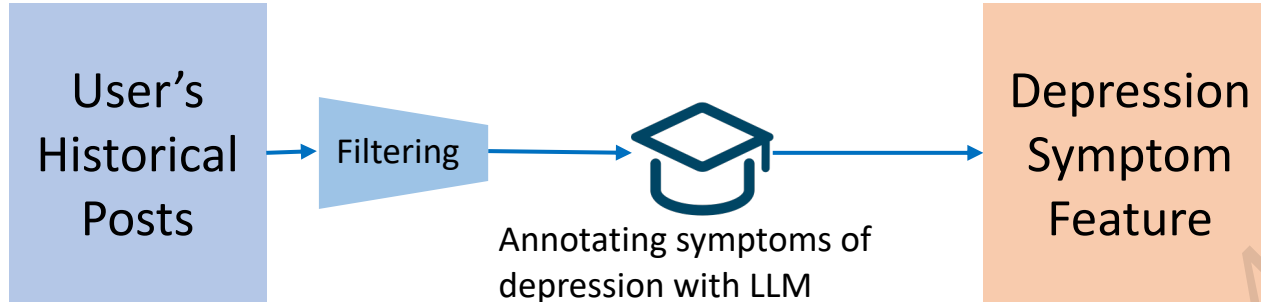 User’s
Historical
Posts
Filtering
Annotating symptoms of
depression with LLM
Depression
Symptom
Feature